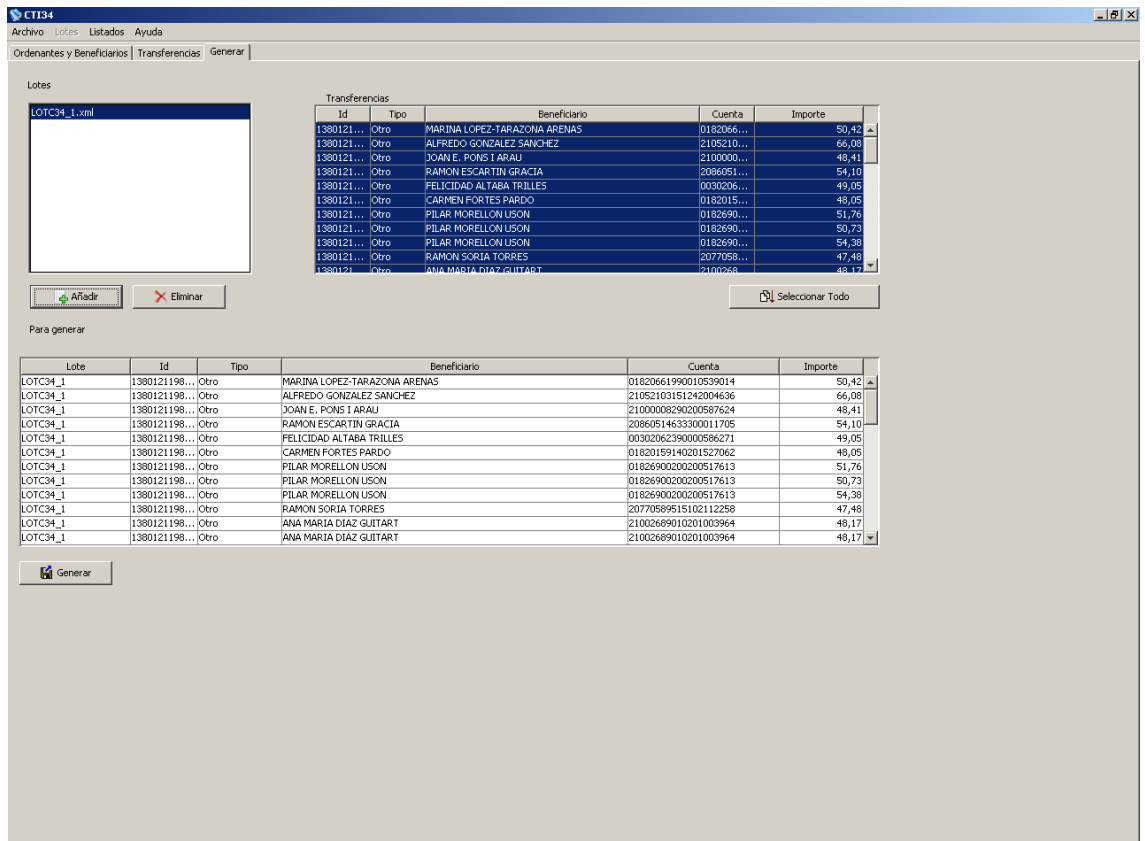 CTI34
Archivo Lotes Listados Ayuda
Ordenantes y Beneficiarios Transferencias Generar
Lotes
LOTC34_1.xml
Transferencias
Id Tipo Beneficiario Cuenta Importe
1380121... Otro MARINA LOPEZ-TARAZONA ARENAS 0182066... 50,42
1380121... Otro ALFREDO GONZALEZ SANCHEZ 2105210... 66,08
1380121... Otro JOAN E. PONS I ARAU 2100000... 48,41
1380121... Otro RAMON ESCARTIN GRACIA 2086051... 54,10
1380121... Otro FELICIDAD ALTABA TRILLES 0030206... 49,05
1380121... Otro CARMEN FORTES PARDO 0182015... 48,05
1380121... Otro PILAR MORELLON USON 0182690... 51,76
1380121... Otro PILAR MORELLON USON 0182690... 50,73
1380121... Otro PILAR MORELLON USON 0182690... 54,38
1380121... Otro RAMON SORIA TORRES 2077058... 47,48
1380121... Otro ANA MARIA DIAZ GUITART 2100268... 48,17
Añadir Eliminar Seleccionar Todo
Para generar
Lote Id Tipo Beneficiario Cuenta Importe
LOTC34_1 1380121198... Otro MARINA LOPEZ-TARAZONA ARENAS 01820661990010539014 50,42
LOTC34_1 1380121198... Otro ALFREDO GONZALEZ SANCHEZ 21052103151242004636 66,08
LOTC34_1 1380121198... Otro JOAN E. PONS I ARAU 21000008290200587624 48,41
LOTC34_1 1380121198... Otro RAMON ESCARTIN GRACIA 20860514633300011705 54,10
LOTC34_1 1380121198... Otro FELICIDAD ALTABA TRILLES 00302062390000586271 49,05
LOTC34_1 1380121198... Otro CARMEN FORTES PARDO 01820159140201527062 48,05
LOTC34_1 1380121198... Otro PILAR MORELLON USON 01826900200200517613 51,76
LOTC34_1 1380121198... Otro PILAR MORELLON USON 01826900200200517613 50,73
LOTC34_1 1380121198... Otro PILAR MORELLON USON 01826900200200517613 54,38
LOTC34_1 1380121198... Otro RAMON SORIA TORRES 20770589515102112258 47,48
LOTC34_1 1380121198... Otro ANA MARIA DIAZ GUITART 21002689010201003964 48,17
LOTC34_1 1380121198... Otro ANA MARIA DIAZ GUITART 21002689010201003964 48,17
Generar